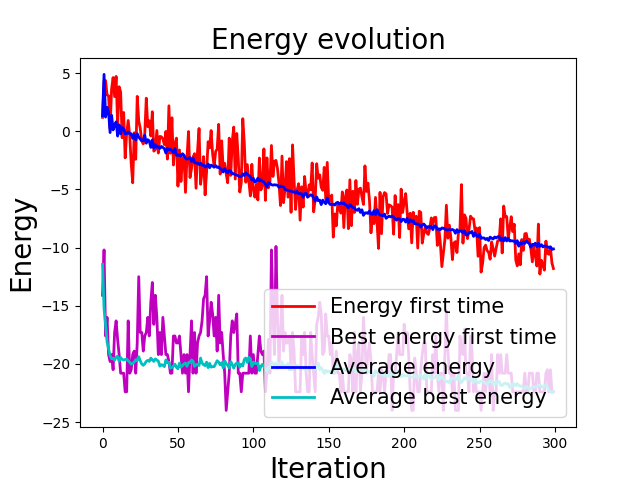 Energy evolution
5
0
−5
−10
−15
−20
−25
Energy
Energy first time
Best energy first time
Average energy
Average best energy
0 50 100 150 200 250 300
Iteration